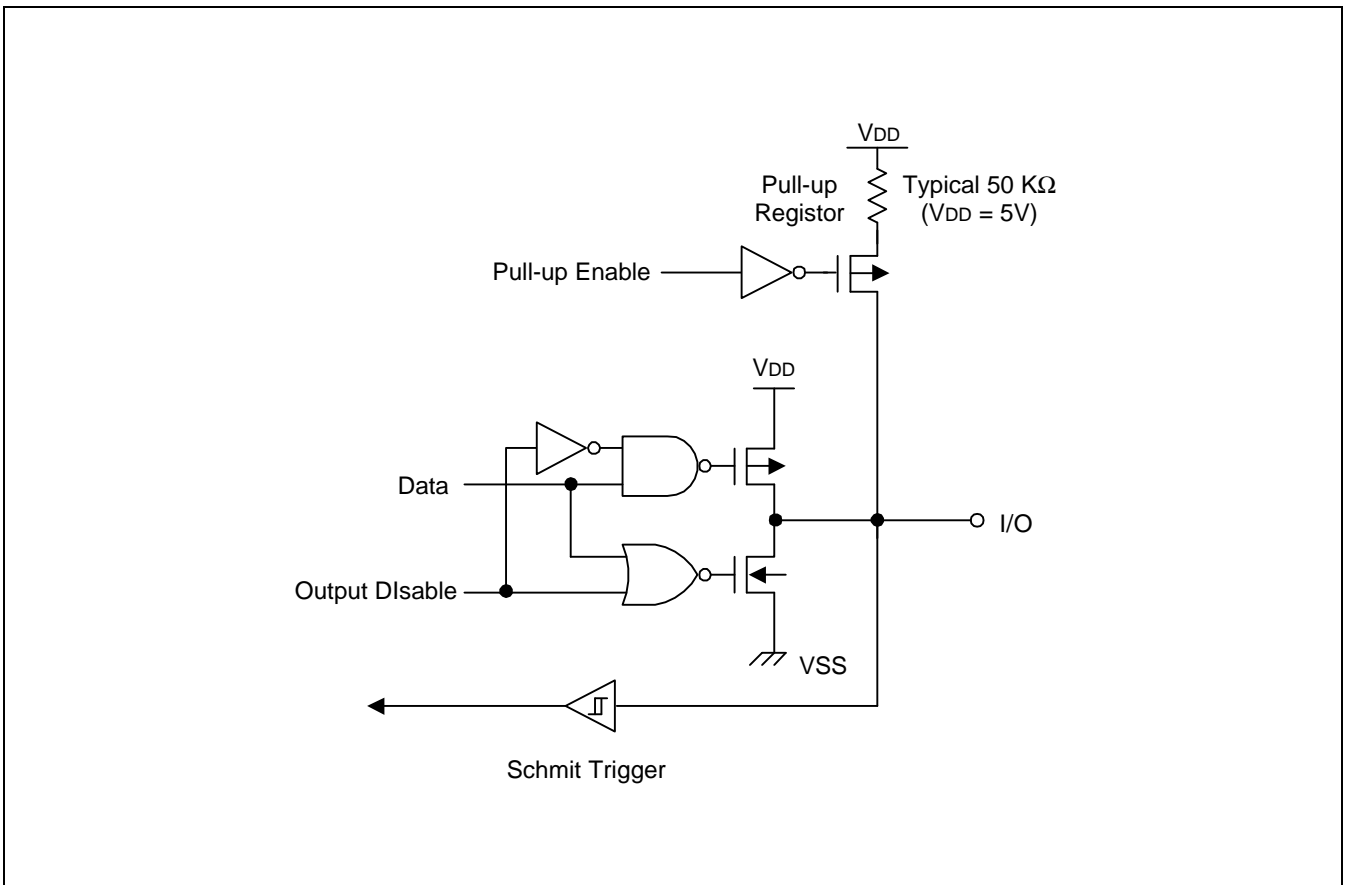 VDD
Pull-up
Registor
Typical 50 KΩ
(VDD = 5V)
Pull-up Enable
VDD
Data
I/O
Output DIsable
VSS
Schmit Trigger